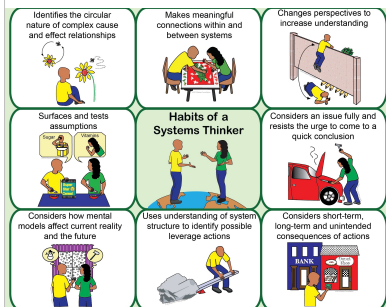 Identifies the circular
nature of complex cause
and effect relationships
Makes meaningful
connections within and
between systems
Changes perspectives to
increase understanding
Surfaces and tests
assumptions
Sugar
Vitamins
Habits of a
Systems Thinker
Considers an issue fully and
resists the urge to come to a
quick conclusion
Considers how mental
models affect current reality
and the future
Uses understanding of system
structure to identify possible
leverage actions
Considers short-term,
long-term and unintended
consequences of actions
BANK